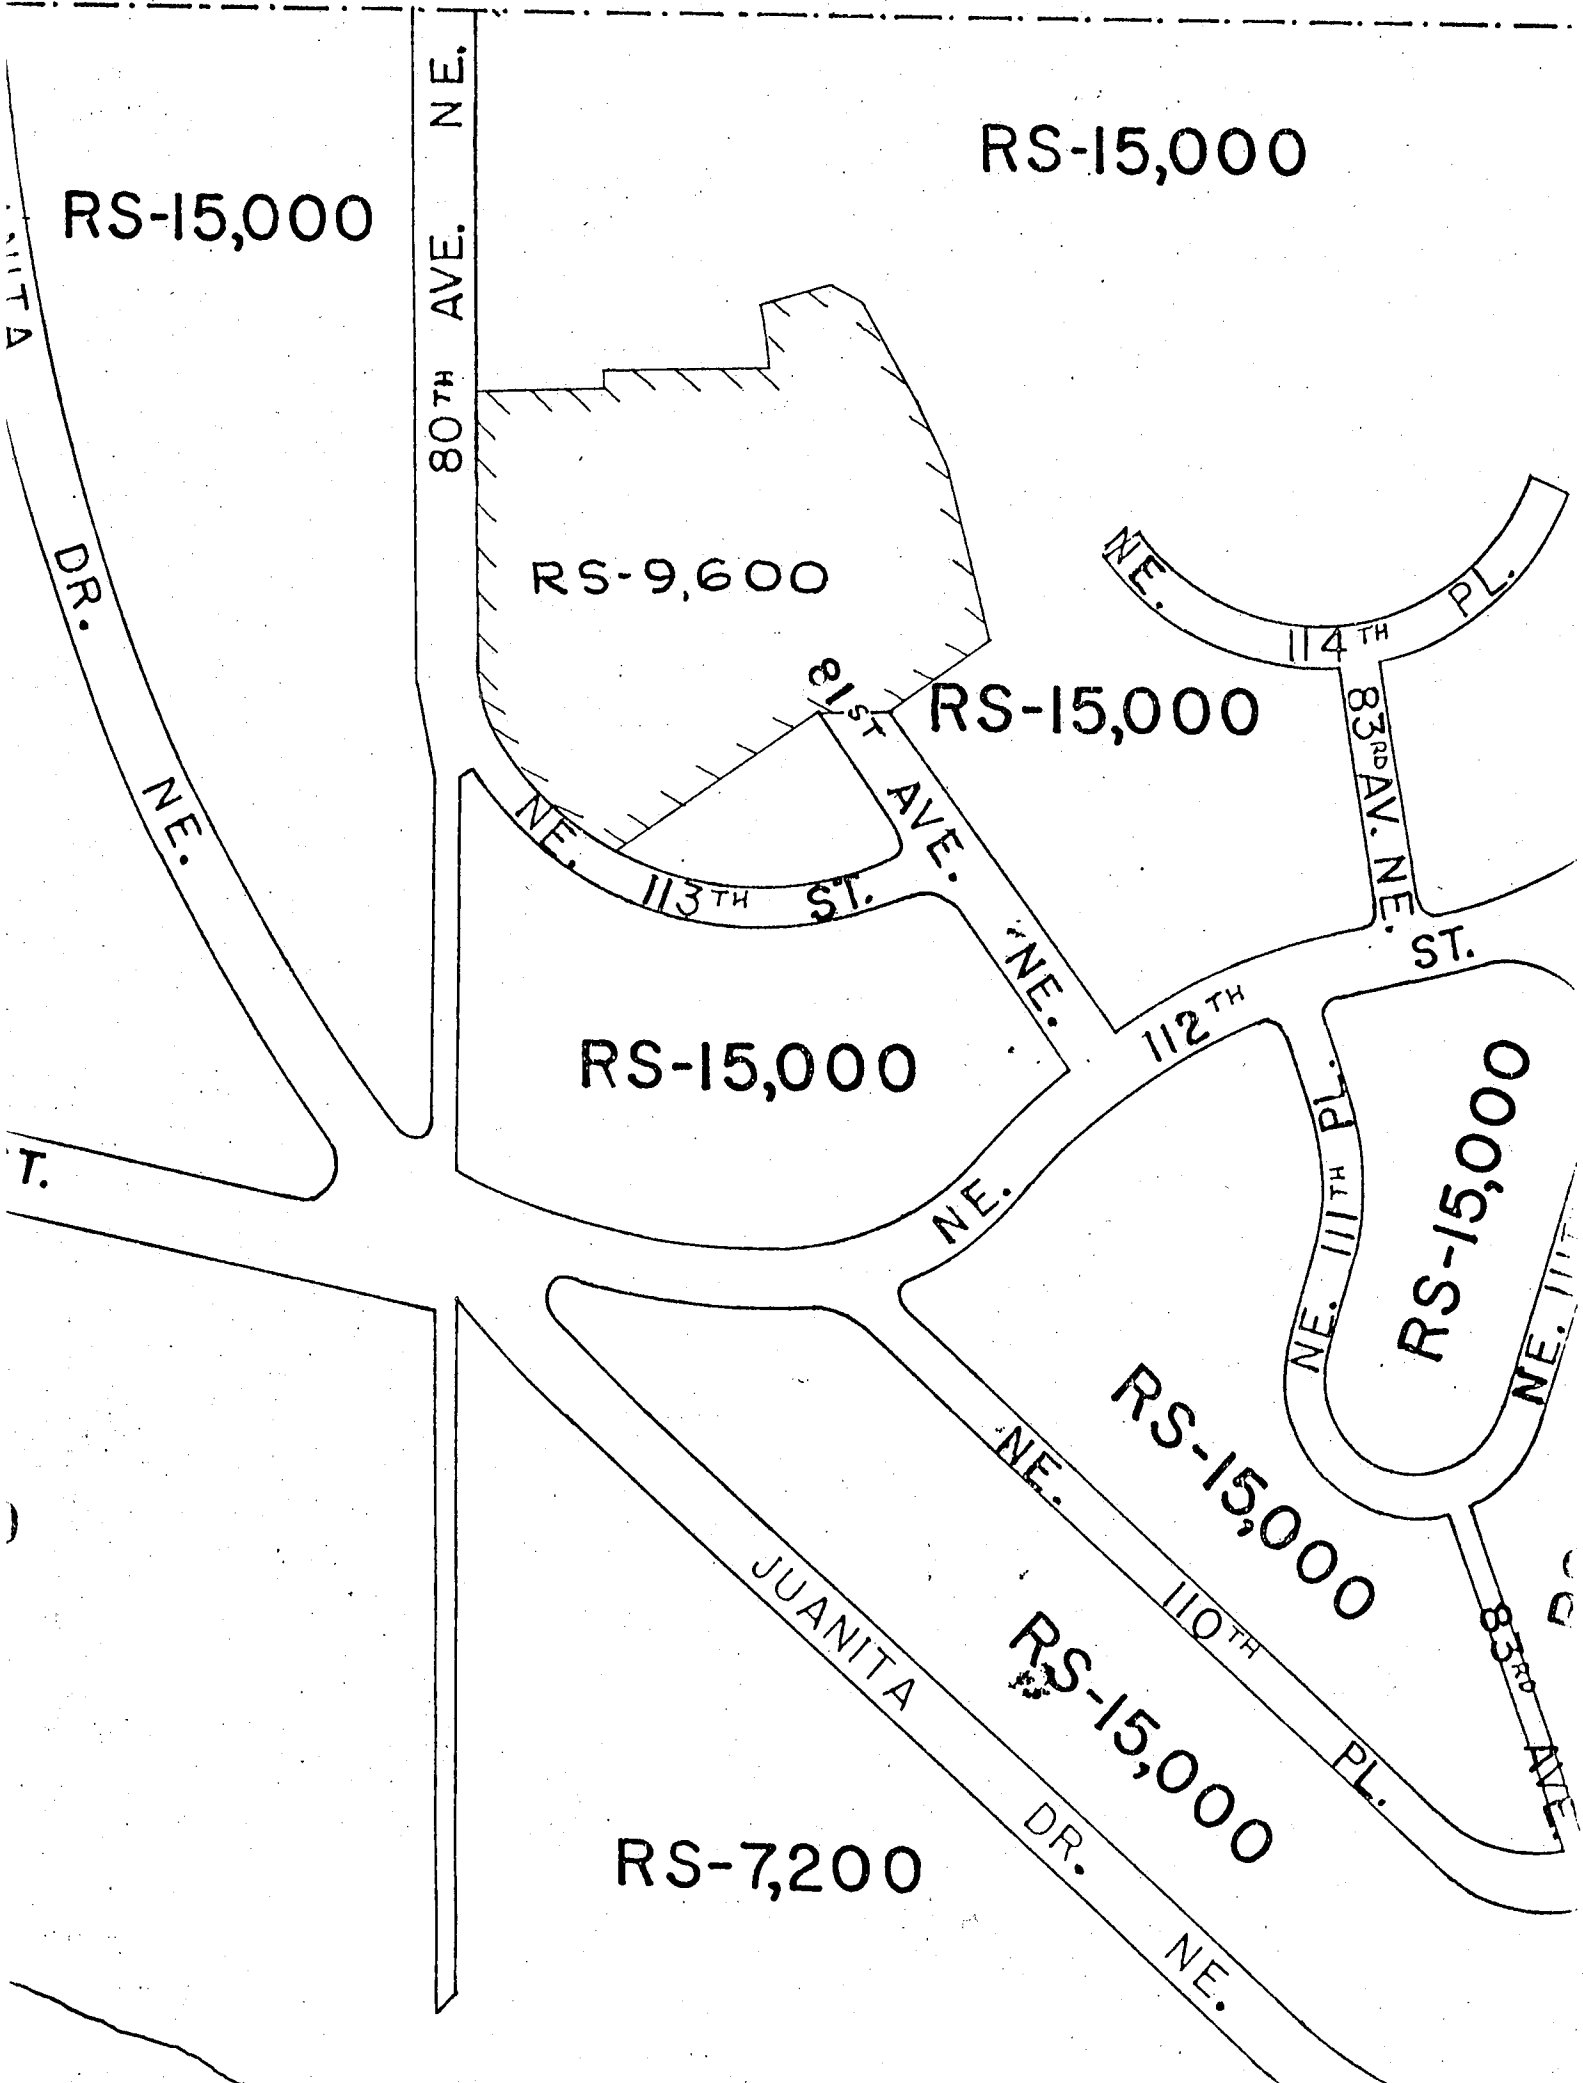 RS-15,000
RS-15,000
80TH AVE. NE.
DR. NE.
RS-9,600
NE. 114TH PL.
81ST AVE. NE.
RS-15,000
83RD AV. NE.
NE. 113TH ST.
NE. 112TH ST.
RS-15,000
T.
NE. 111TH PL.
RS-15,000
NE. 11
RS-15,000
NE. 110TH PL.
RS-15,000
83RD AVE.
JUANITA DR. NE.
RS-7,200